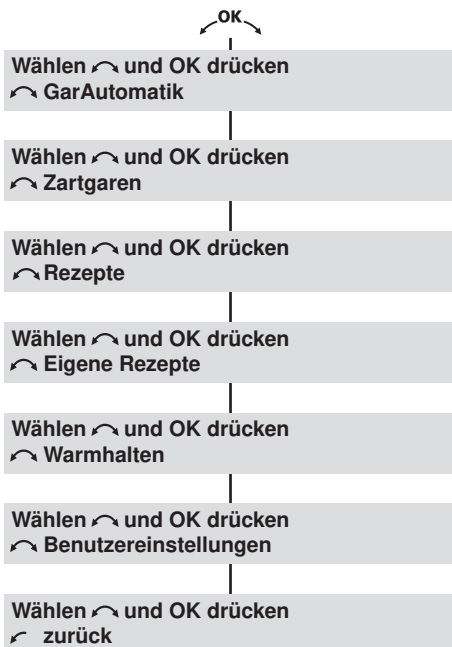 OK
Wählen und OK drücken
GarAutomatik
Wählen und OK drücken
Zartgaren
Wählen und OK drücken
Rezepte
Wählen und OK drücken
Eigene Rezepte
Wählen und OK drücken
Warmhalten
Wählen und OK drücken
Benutzereinstellungen
Wählen und OK drücken
zurück